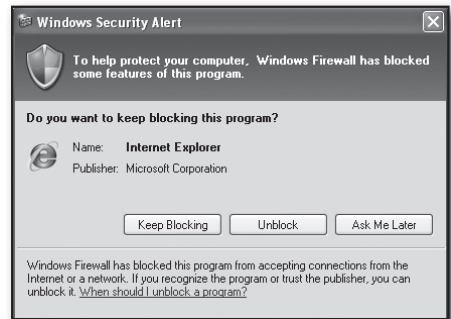 Windows Security Alert
To help protect your computer, Windows Firewall has blocked
some features of this program.
Do you want to keep blocking this program?
Name: Internet Explorer
Publisher: Microsoft Corporation
Keep Blocking Unblock Ask Me Later
Windows Firewall has blocked this program from accepting connections from the
Internet or a network. If you recognize the program or trust the publisher, you can
unblock it. When should I unblock a program?